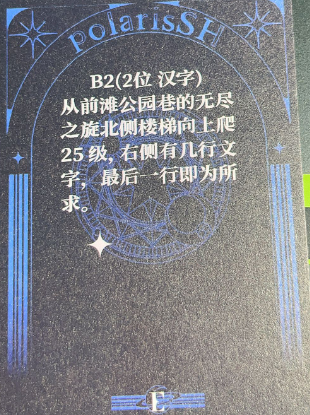 PolarisSH
B2(2位 汉字)
从前滩公园巷的无尽
之旋北侧楼梯向上爬
25 级, 右侧有几行文
字，最后一行即为所
求。
E